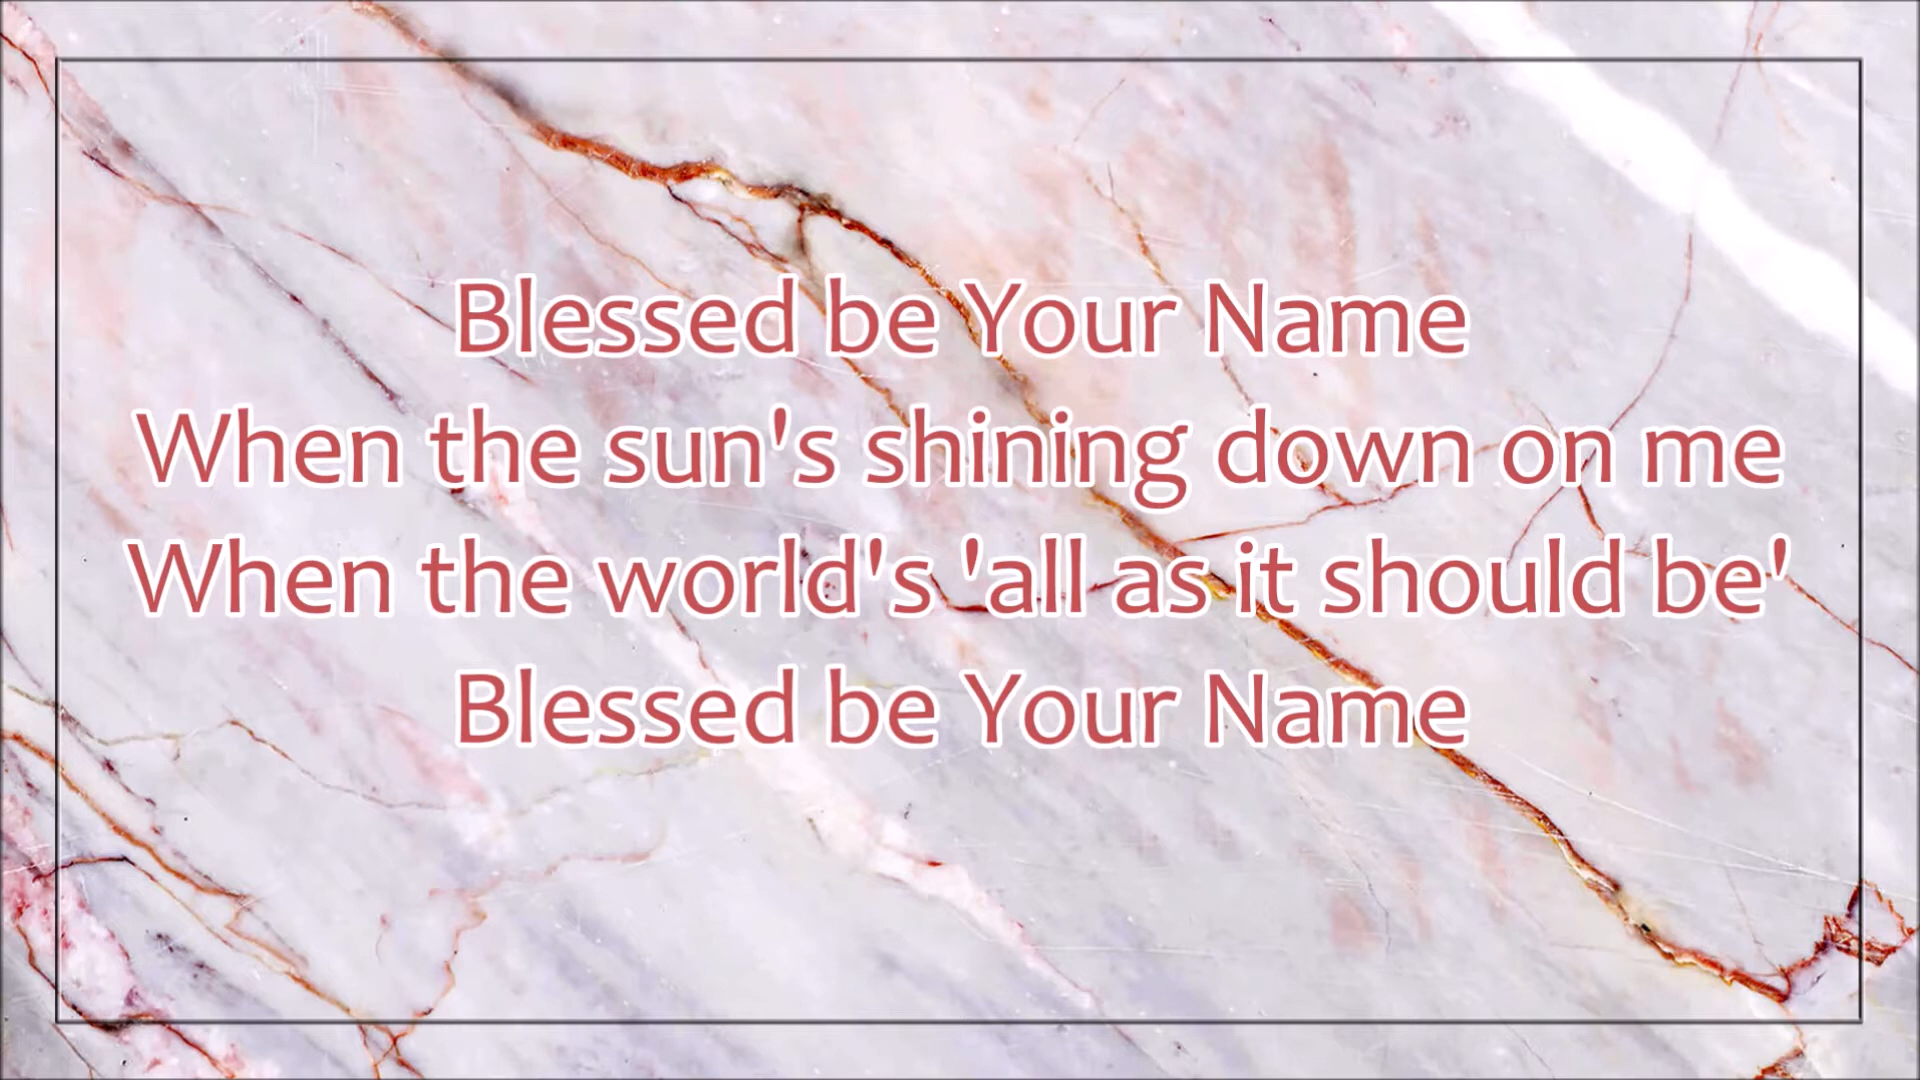 Blessed be Your Name
When the sun's shining down on me
When the world's 'all as it should be'
Blessed be Your Name